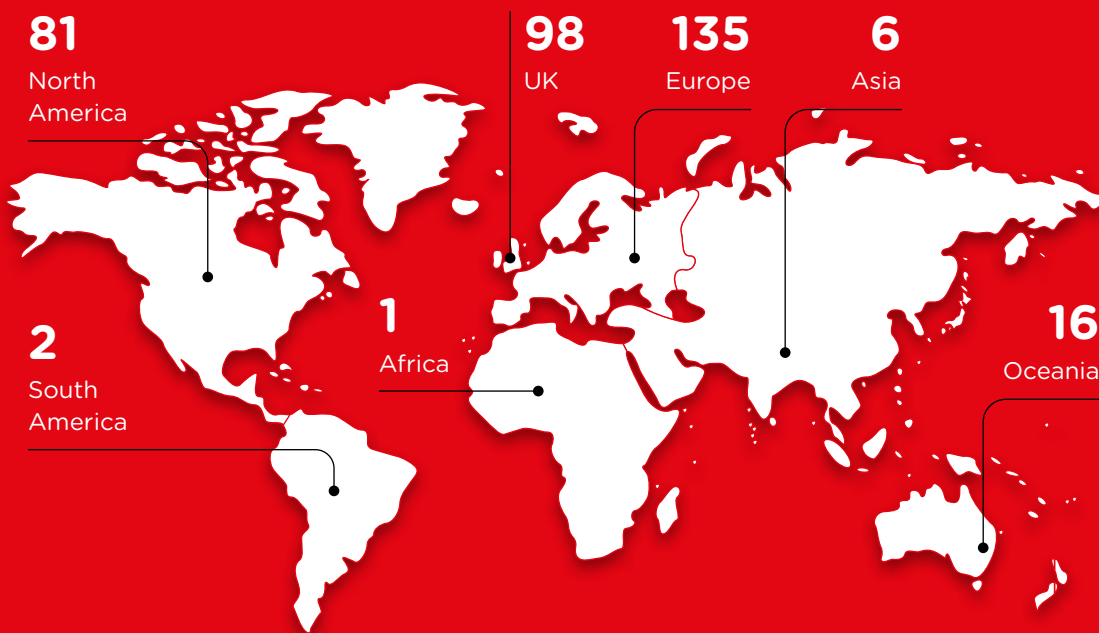 81
North
America
98
UK
135
Europe
6
Asia
2
South
America
1
Africa
16
Oceania